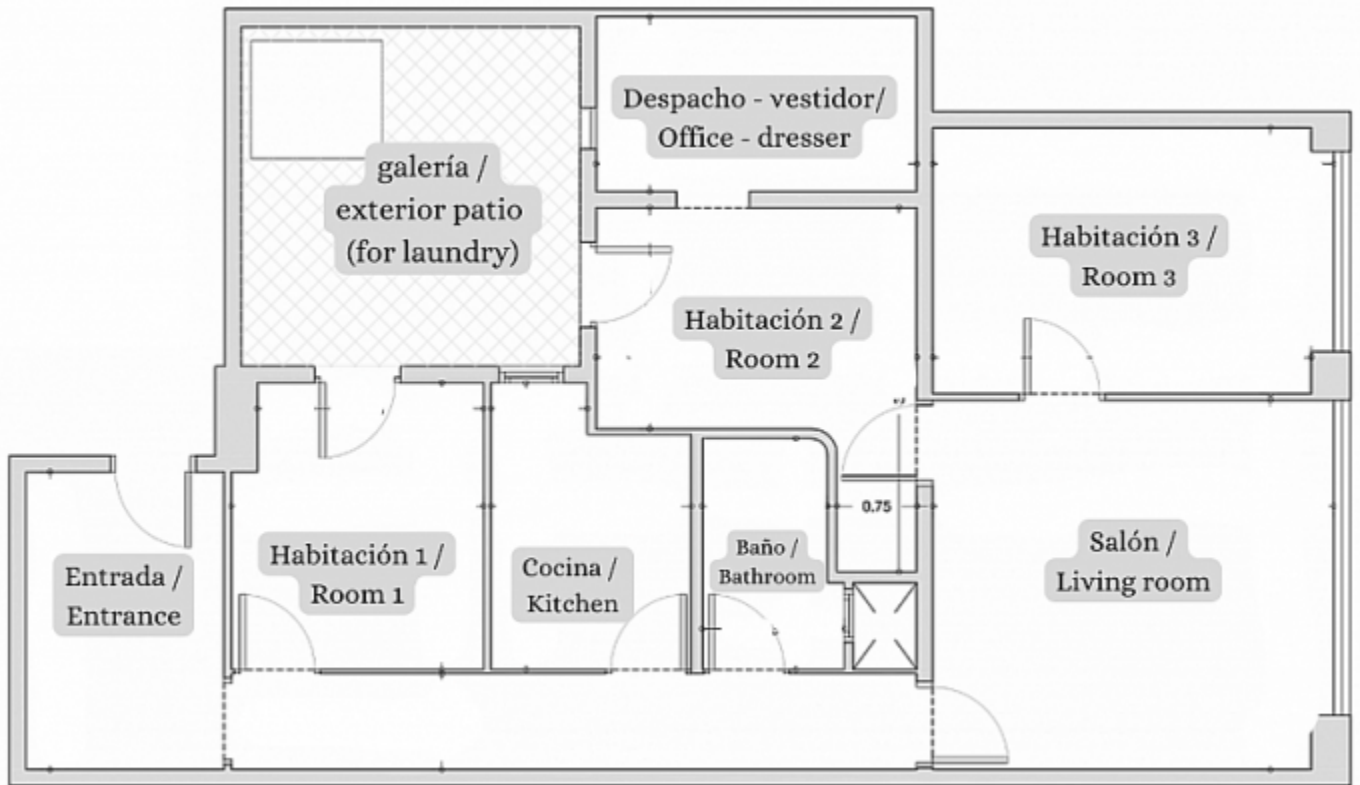 Despacho - vestidor/
Office - dresser
galería /
exterior patio
(for laundry)
Habitación 3 /
Room 3
Habitación 2 /
Room 2
0.75
Entrada /
Entrance
Habitación 1 /
Room 1
Cocina /
Kitchen
Baño /
Bathroom
Salón /
Living room